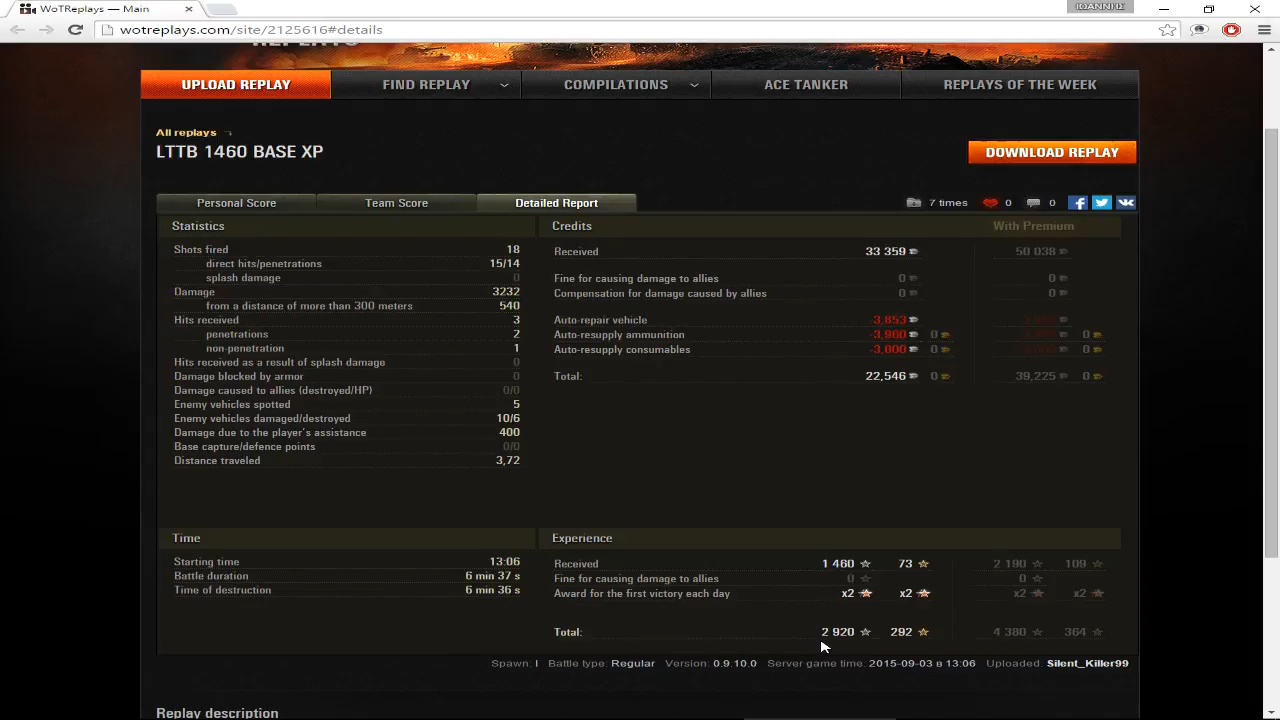 WoTReplays — Main
IOANNIS
wotreplays.com/site/2125616#details
REPLAYS
UPLOAD REPLAY FIND REPLAY COMPILATIONS ACE TANKER REPLAYS OF THE WEEK
All replays
LTTB 1460 BASE XP
DOWNLOAD REPLAY
Personal Score Team Score Detailed Report 7 times 0 0
Statistics Credits With Premium
Shots fired 18 Received 33 359 50 038
direct hits/penetrations 15/14
splash damage 0 Fine for causing damage to allies 0 0
Damage 3232 Compensation for damage caused by allies 0 0
from a distance of more than 300 meters 540
Hits received 3 Auto-repair vehicle -3,853 -3,853
penetrations 2 Auto-resupply ammunition -3,960 0 0
non-penetration 1 Auto-resupply consumables -3,000 0 0
Hits received as a result of splash damage 0
Damage blocked by armor 0 Total: 22,546 0 39,225 0
Damage caused to allies (destroyed/HP) 0/0
Enemy vehicles spotted 5
Enemy vehicles damaged/destroyed 10/6
Damage due to the player's assistance 400
Base capture/defence points 0/0
Distance traveled 3,72
Time Experience
Starting time 13:06 Received 1 460 73 2 190 109
Battle duration 6 min 37 s Fine for causing damage to allies 0 0
Time of destruction 6 min 36 s Award for the first victory each day x2 x2 x2 x2
Total: 2 920 292 4 380 364
Spawn: I Battle type: Regular Version: 0.9.10.0 Server game time: 2015-09-03 в 13:06 Uploaded: Silent_Killer99
Replay description